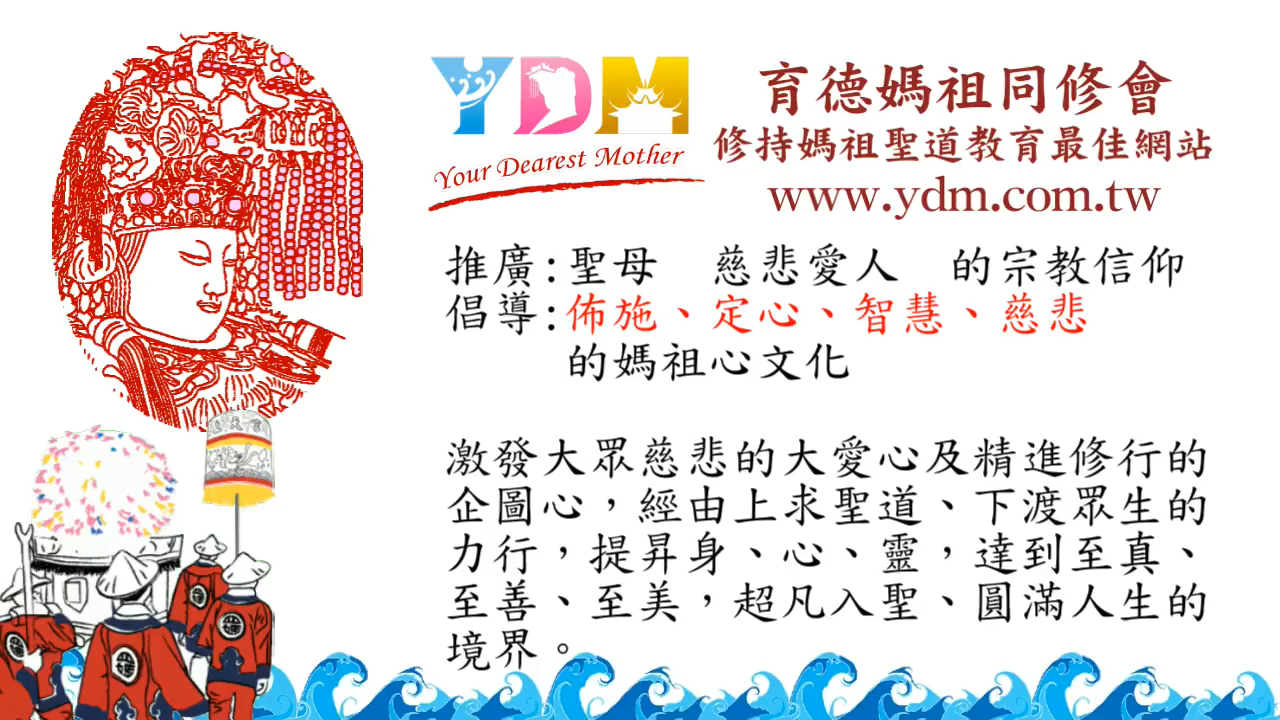 YDM
Your Dearest Mother
育德媽祖同修會
修持媽祖聖道教育最佳網站
www.ydm.com.tw
推廣:聖母　慈悲愛人　的宗教信仰
倡導:佈施、定心、智慧、慈悲
的媽祖心文化
激發大眾慈悲的大愛心及精進修行的
企圖心，經由上求聖道、下渡眾生的
力行，提昇身、心、靈，達到至真、
至善、至美，超凡入聖、圓滿人生的
境界。